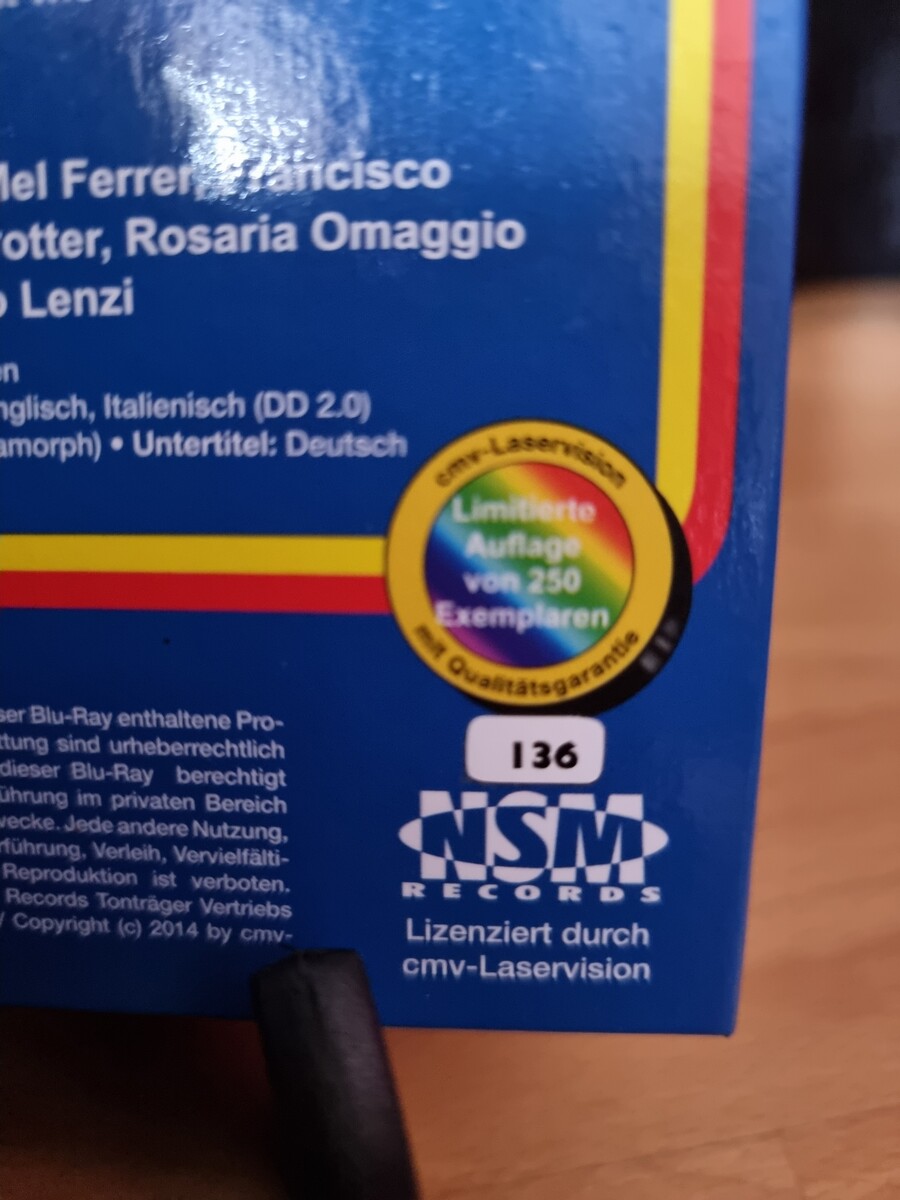 Mel Ferrer, Francisco
rotter, Rosaria Omaggio
o Lenzi
en
nglisch, Italienisch (DD 2.0)
amorph) • Untertitel: Deutsch
cmv-Laservision
Limitierte
Auflage
von 250
Exemplaren
mit Qualitätsgarantie
136
ser Blu-Ray enthaltene Pro-
ttung sind urheberrechtlich
dieser Blu-Ray berechtigt
ührung im privaten Bereich
wecke. Jede andere Nutzung,
rführung, Verleih, Vervielfälti-
Reproduktion ist verboten.
Records Tonträger Vertriebs
/ Copyright (c) 2014 by cmv-
NSM
RECORDS
Lizenziert durch
cmv-Laservision